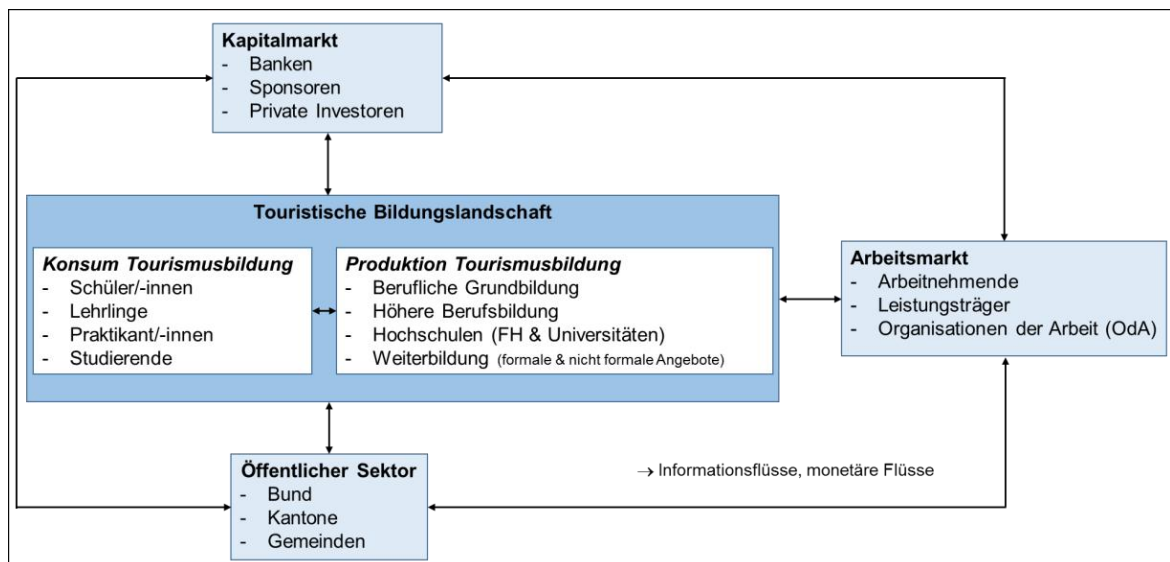 Kapitalmarkt
- Banken
- Sponsoren
- Private Investoren
Touristische Bildungslandschaft
Konsum Tourismusbildung
- Schüler/-innen
- Lehrlinge
- Praktikant/-innen
- Studierende
Produktion Tourismusbildung
- Berufliche Grundbildung
- Höhere Berufsbildung
- Hochschulen (FH & Universitäten)
- Weiterbildung (formale & nicht formale Angebote)
Arbeitsmarkt
- Arbeitnehmende
- Leistungsträger
- Organisationen der Arbeit (OdA)
Öffentlicher Sektor
- Bund
- Kantone
- Gemeinden
→ Informationsflüsse, monetäre Flüsse